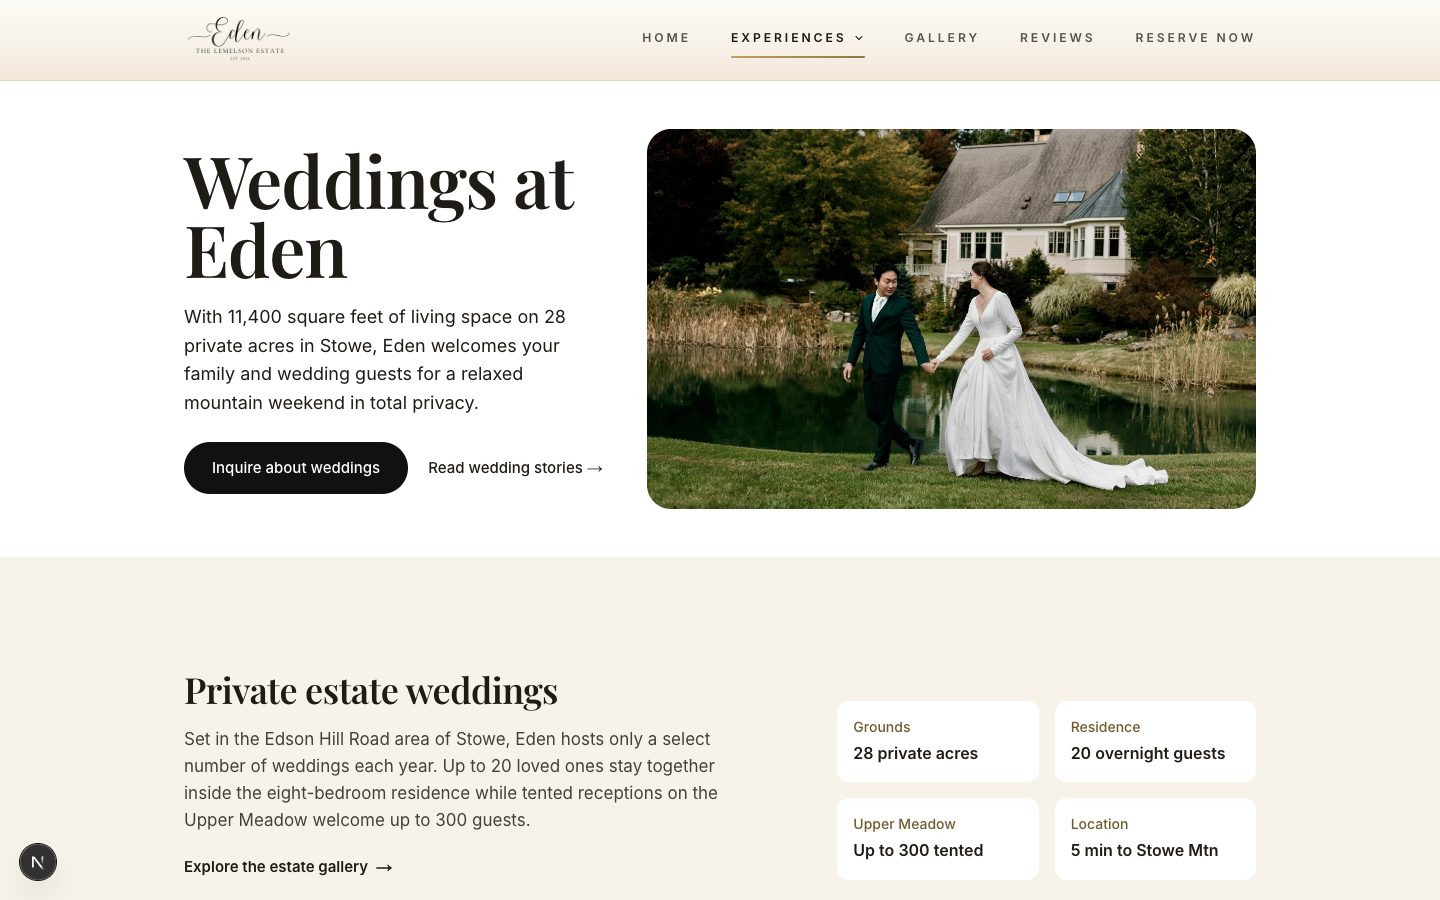 Eden
THE LEMELSON ESTATE
HOME
EXPERIENCES
GALLERY
REVIEWS
RESERVE NOW
Weddings at
Eden
With 11,400 square feet of living space on 28
private acres in Stowe, Eden welcomes your
family and wedding guests for a relaxed
mountain weekend in total privacy.
Inquire about weddings
Read wedding stories →
Private estate weddings
Set in the Edson Hill Road area of Stowe, Eden hosts only a select
number of weddings each year. Up to 20 loved ones stay together
inside the eight-bedroom residence while tented receptions on the
Upper Meadow welcome up to 300 guests.
Explore the estate gallery →
Grounds
28 private acres
Residence
20 overnight guests
Upper Meadow
Up to 300 tented
Location
5 min to Stowe Mtn
N